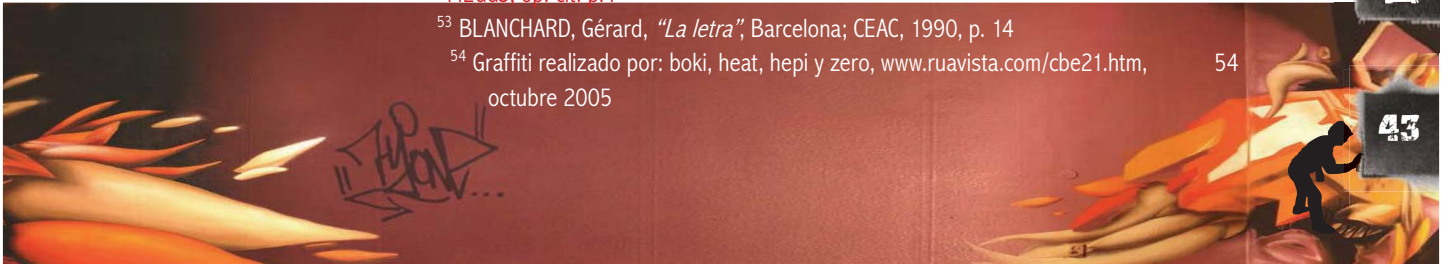 53 BLANCHARD, Gérard, "La letra", Barcelona; CEAC, 1990, p. 14
54 Graffiti realizado por: boki, heat, hepi y zero, www.ruavista.com/cbe21.htm, 54
octubre 2005
43